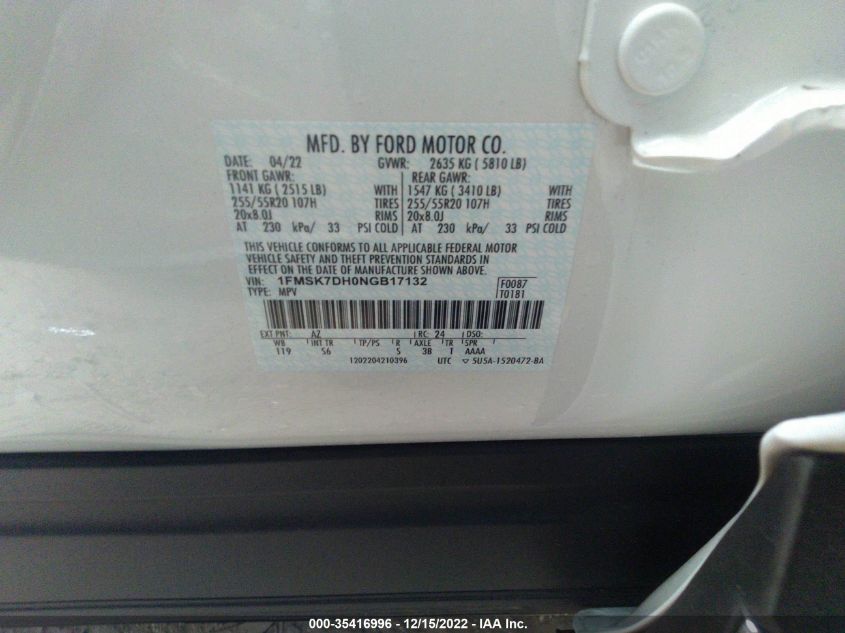 MFD. BY FORD MOTOR CO.
DATE: 04/22 GVWR: 2635 KG ( 5810 LB)
FRONT GAWR: REAR GAWR:
1141 KG ( 2515 LB) WITH 1547 KG ( 3410 LB) WITH
255/55R20 107H TIRES 255/55R20 107H TIRES
20x8.0J RIMS 20x8.0J RIMS
AT 230 kPa/ 33 PSI COLD AT 230 kPa/ 33 PSI COLD
THIS VEHICLE CONFORMS TO ALL APPLICABLE FEDERAL MOTOR
VEHICLE SAFETY AND THEFT PREVENTION STANDARDS IN
EFFECT ON THE DATE OF MANUFACTURE SHOWN ABOVE.
VIN: 1FMSK7DH0NGB17132 F0087
TYPE: MPV T0181
EXT PNT: AZ RC: 24 DSO:
WB INT TR TP/PS R AXLE TR SPR
119 S6 5 3B 1 AAAA
1202204210396 UTC ▽ 5U5A-1520472-BA
000-35416996 - 12/15/2022 - IAA Inc.